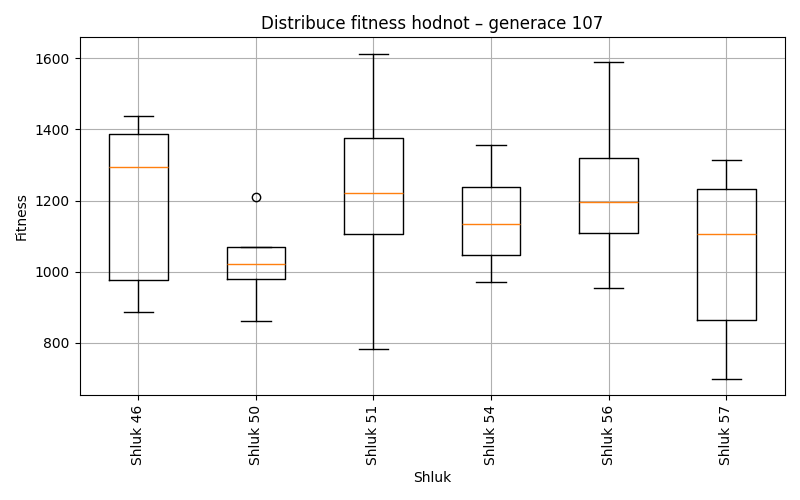 Distribuce fitness hodnot – generace 107
Fitness
1600
1400
1200
1000
800
Shluk 46
Shluk 50
Shluk 51
Shluk 54
Shluk 56
Shluk 57
Shluk